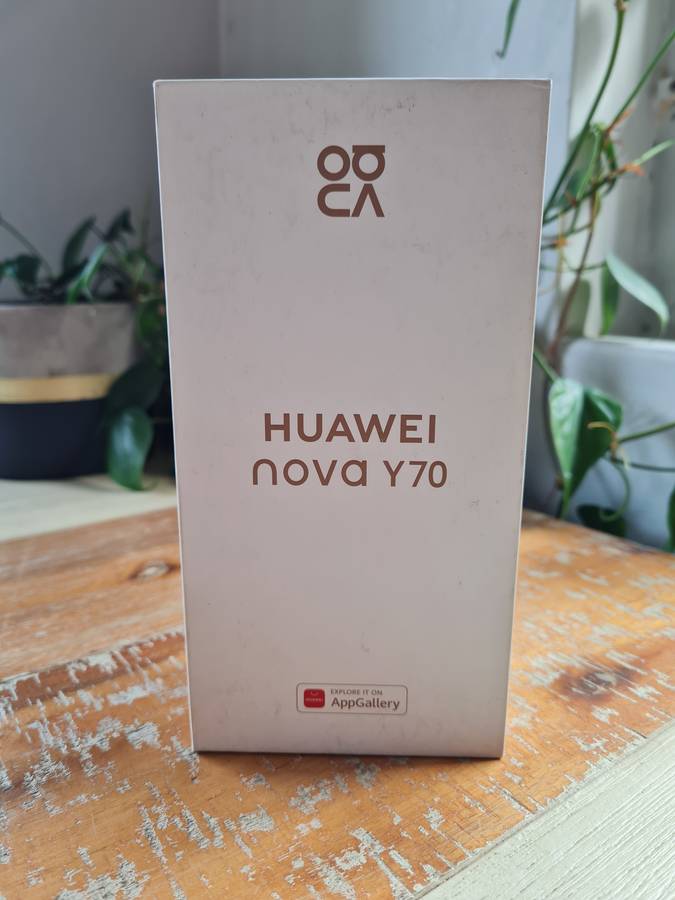 HUAWEI
nova Y70
EXPLORE IT ON
AppGallery